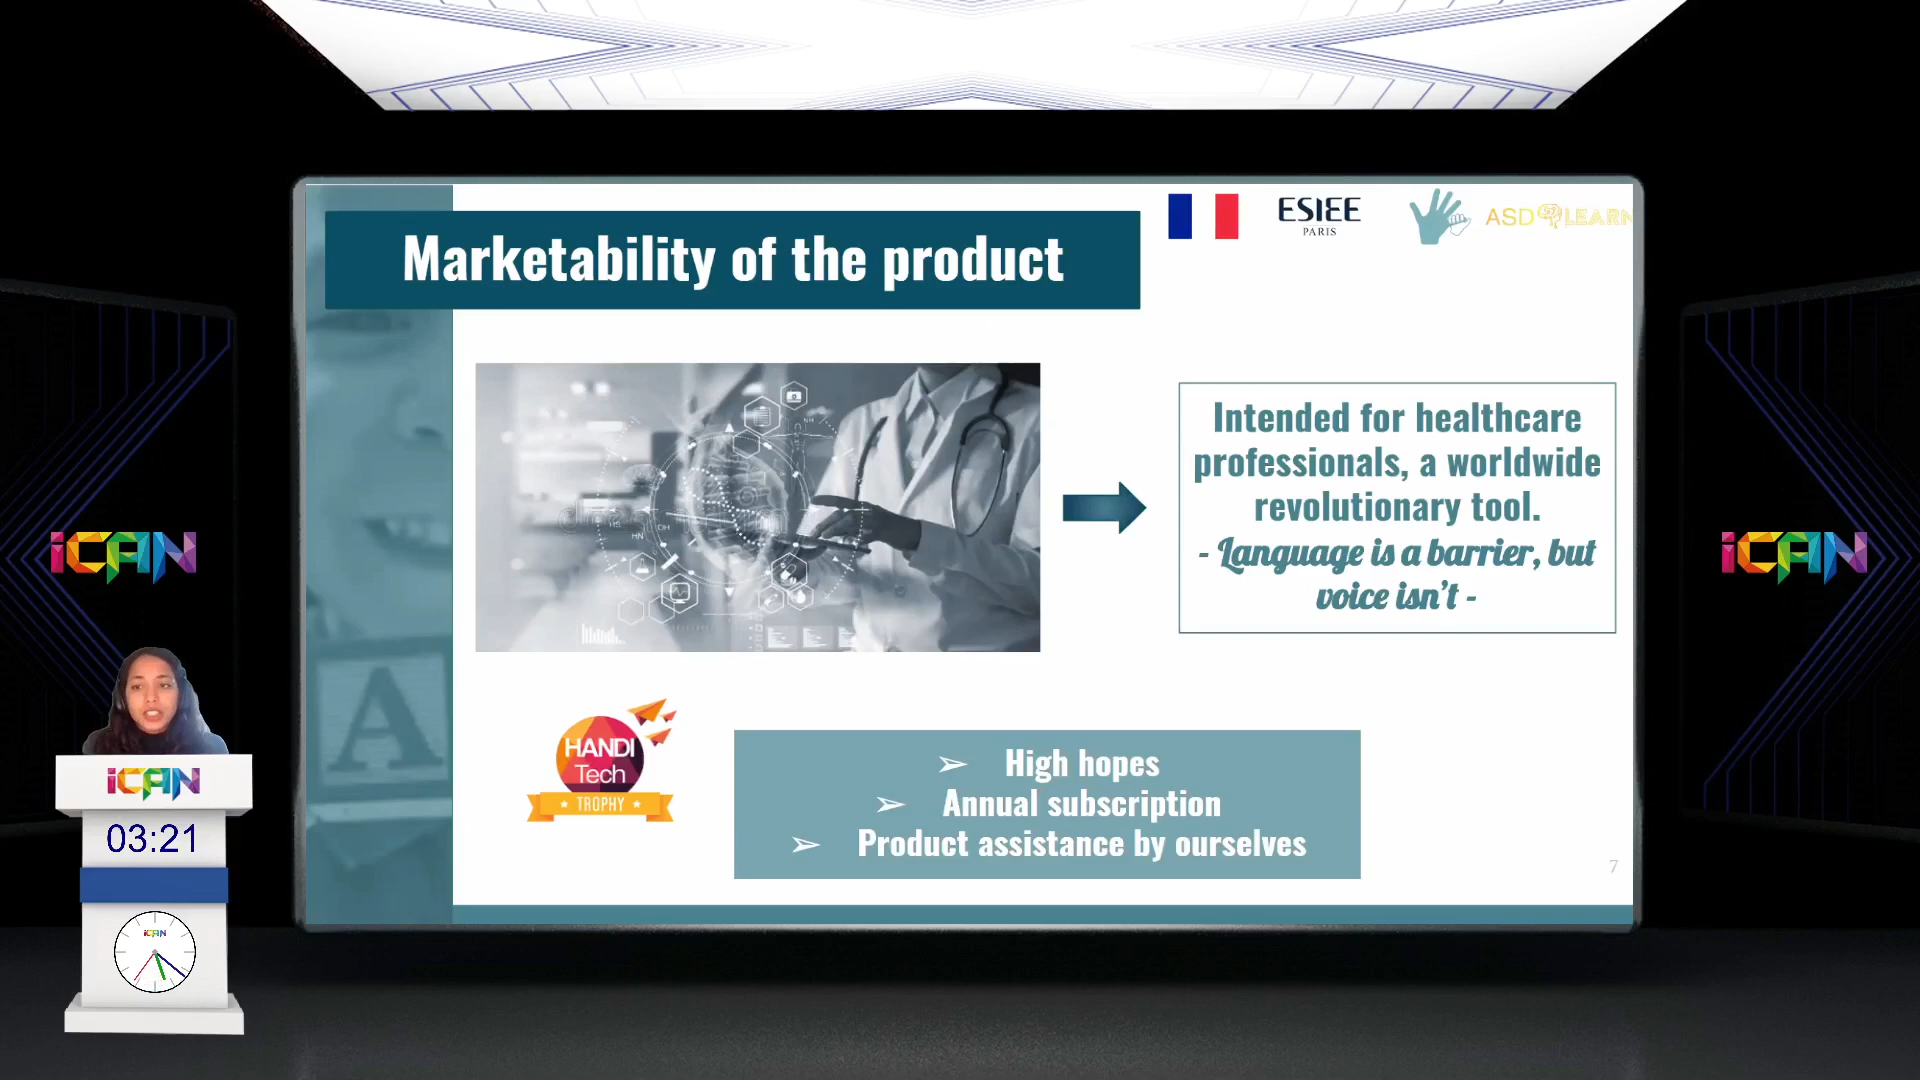 Marketability of the product
ESIEE
PARIS
ASD LEARN
Intended for healthcare
professionals, a worldwide
revolutionary tool.
- Language is a barrier, but
voice isn't -
iCAN
iCAN
A
HANDI
Tech
TROPHY
➢ High hopes
➢ Annual subscription
➢ Product assistance by ourselves
7
iCAN
03:21
iCAN